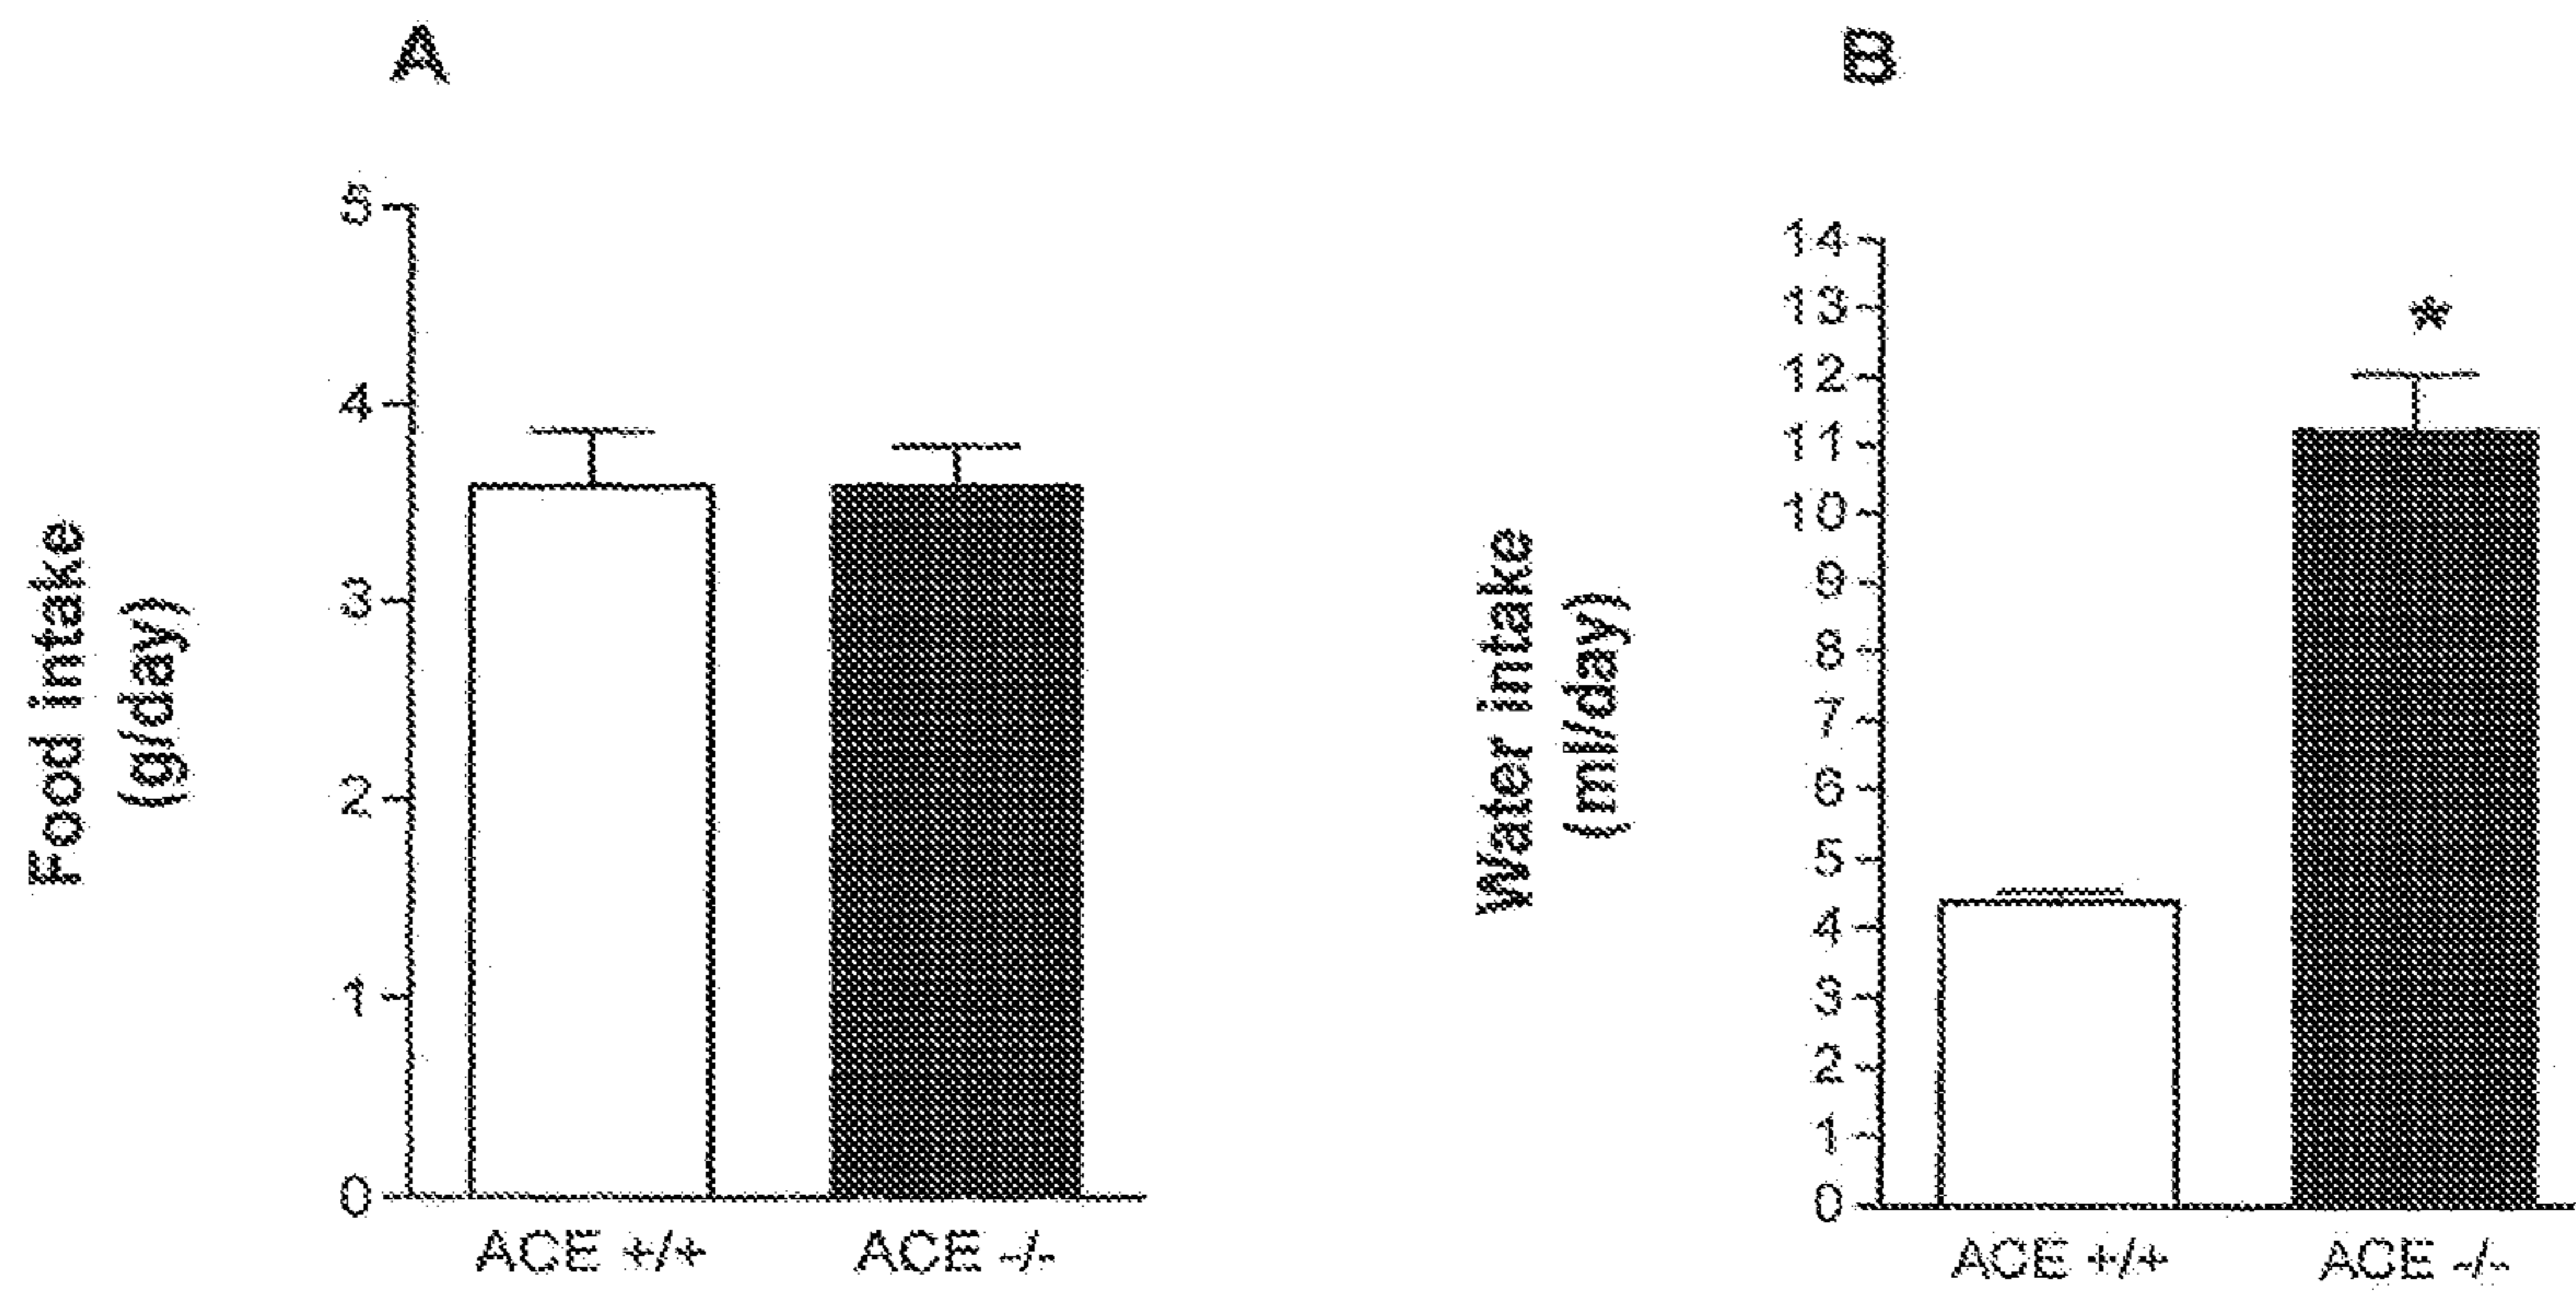 A
Food intake
(g/day)
5
4
3
2
1
0
ACE +/+
ACE -/-
B
Water intake
(ml/day)
14
13
12
11
10
9
8
7
6
5
4
3
2
1
0
*
ACE +/+
ACE -/-